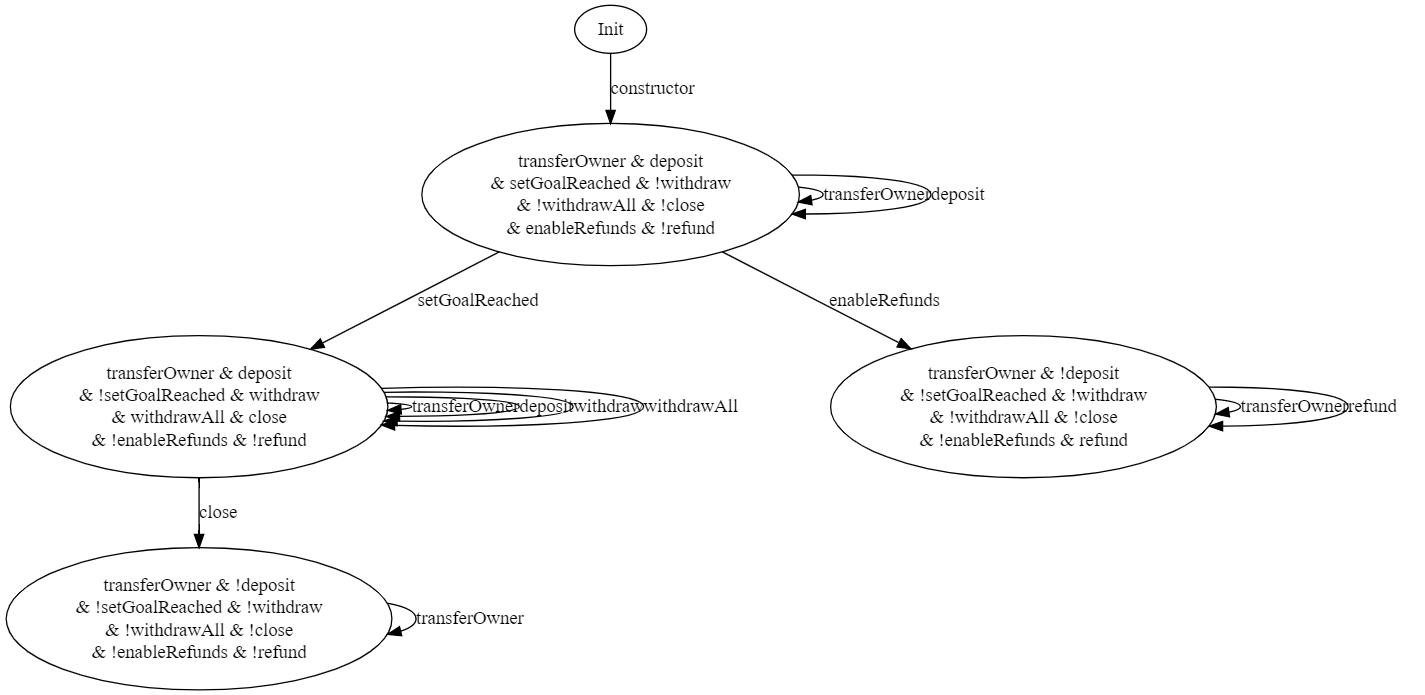 Init
constructor
transferOwner & deposit
& setGoalReached & !withdraw
& !withdrawAll & !close
& enableRefunds & !refund
transferOwner
deposit
setGoalReached
enableRefunds
transferOwner & deposit
& !setGoalReached & withdraw
& withdrawAll & close
& !enableRefunds & !refund
transferOwner
deposit
withdraw
withdrawAll
transferOwner & !deposit
& !setGoalReached & !withdraw
& !withdrawAll & !close
& !enableRefunds & refund
transferOwner
refund
close
transferOwner & !deposit
& !setGoalReached & !withdraw
& !withdrawAll & !close
& !enableRefunds & !refund
transferOwner